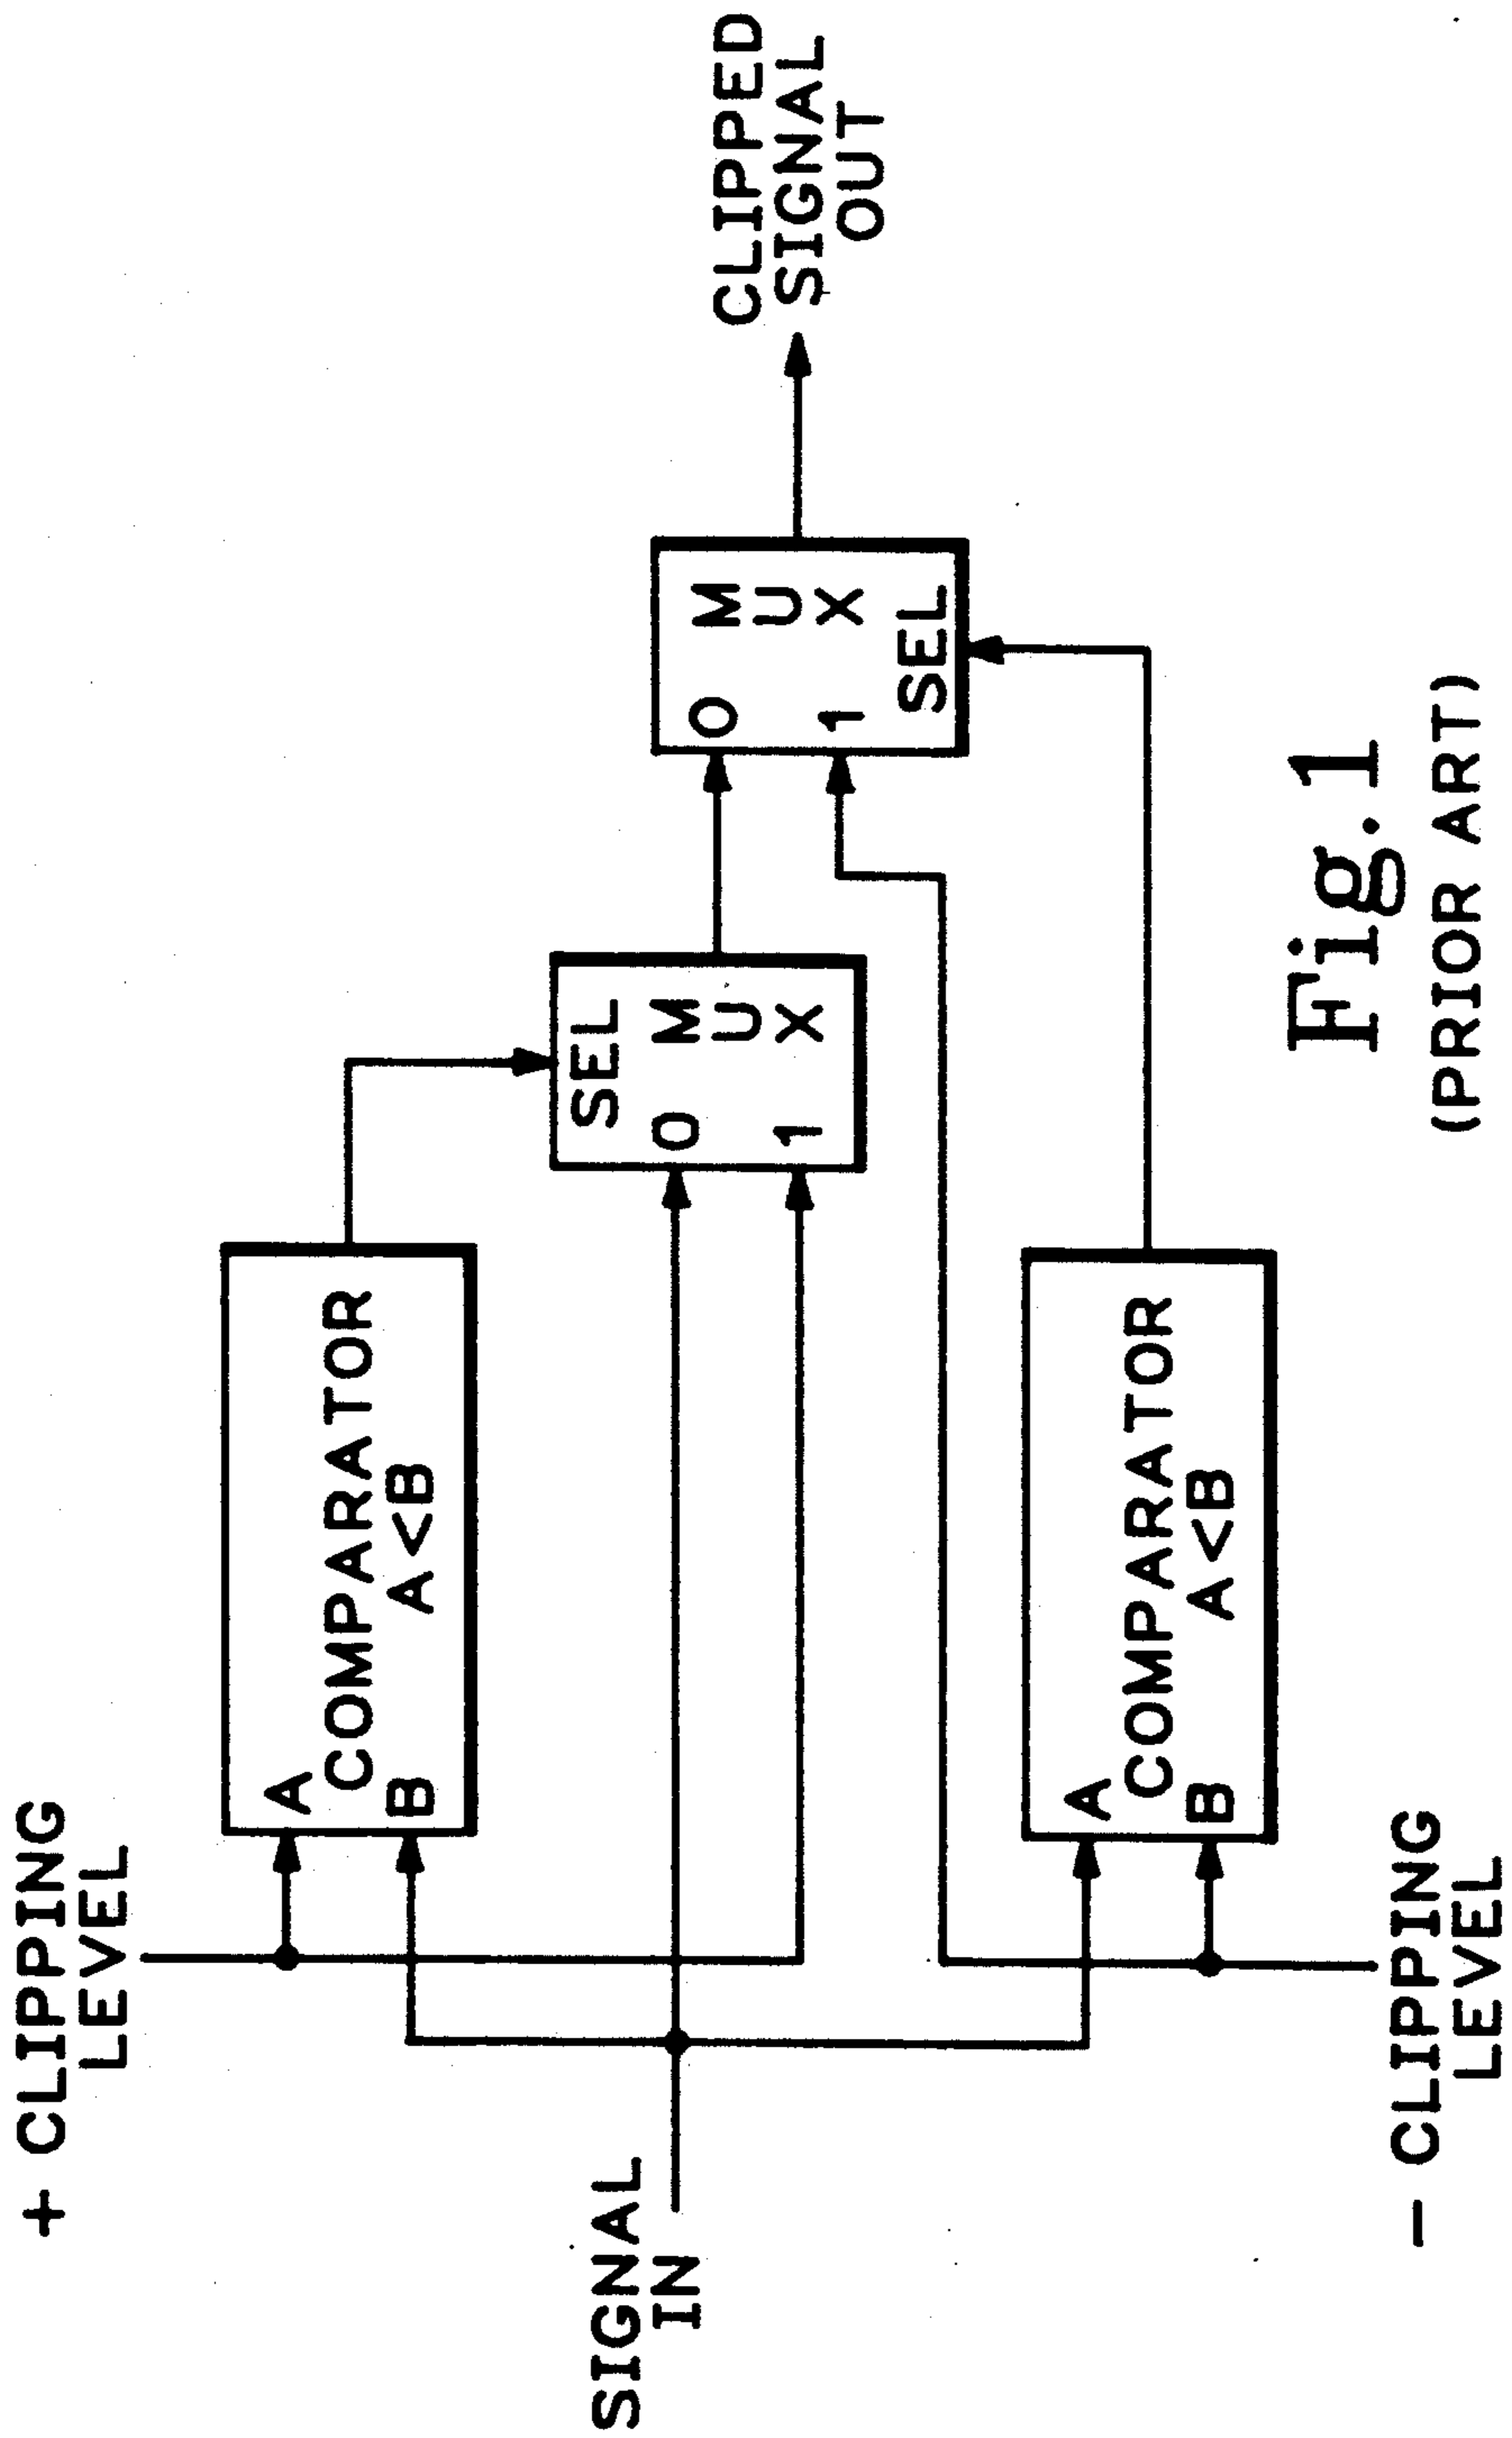 + CLIPPING
LEVEL
A
COMPARATOR
B
A<B
SIGNAL
IN
SEL
0 M
U
1 X
0 M
U
1 X
SEL
CLIPPED
SIGNAL
OUT
A
COMPARATOR
B
A<B
- CLIPPING
LEVEL
Fig.1
(PRIOR ART)